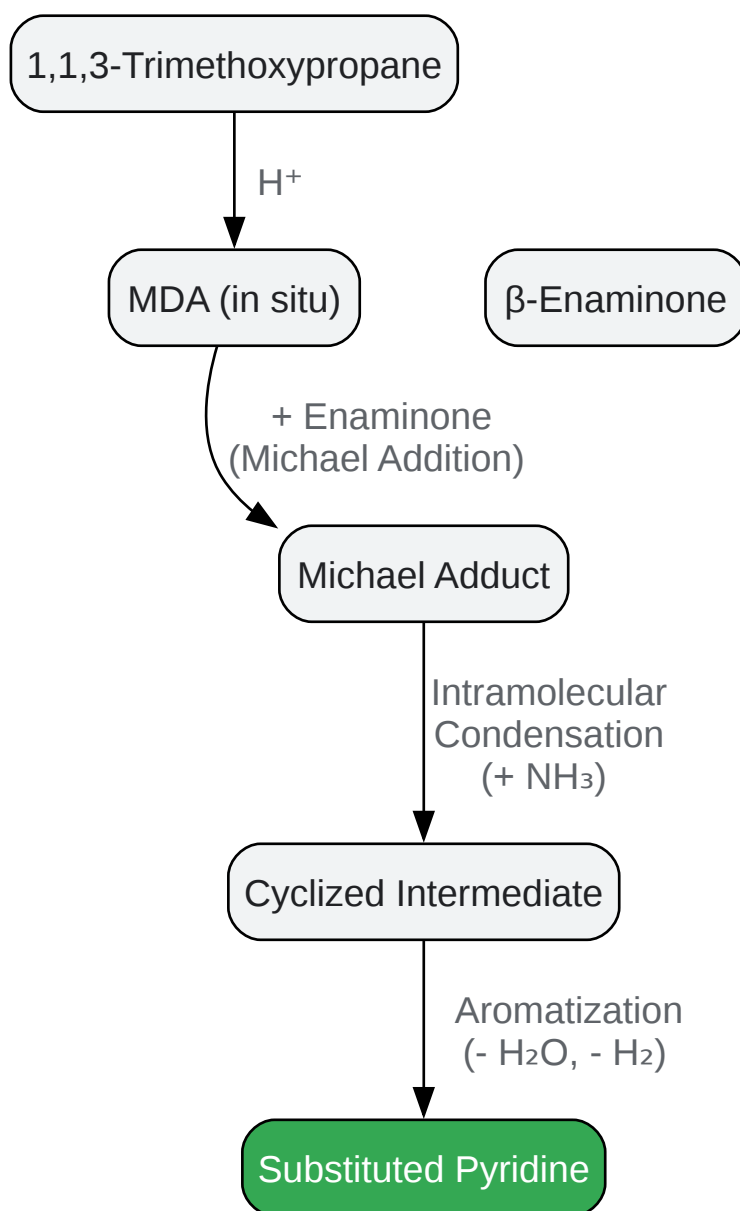 1,1,3-Trimethoxypropane
H⁺
MDA (in situ)
β-Enaminone
+ Enaminone
(Michael Addition)
Michael Adduct
Intramolecular
Condensation
(+ NH₃)
Cyclized Intermediate
Aromatization
(- H₂O, - H₂)
Substituted Pyridine